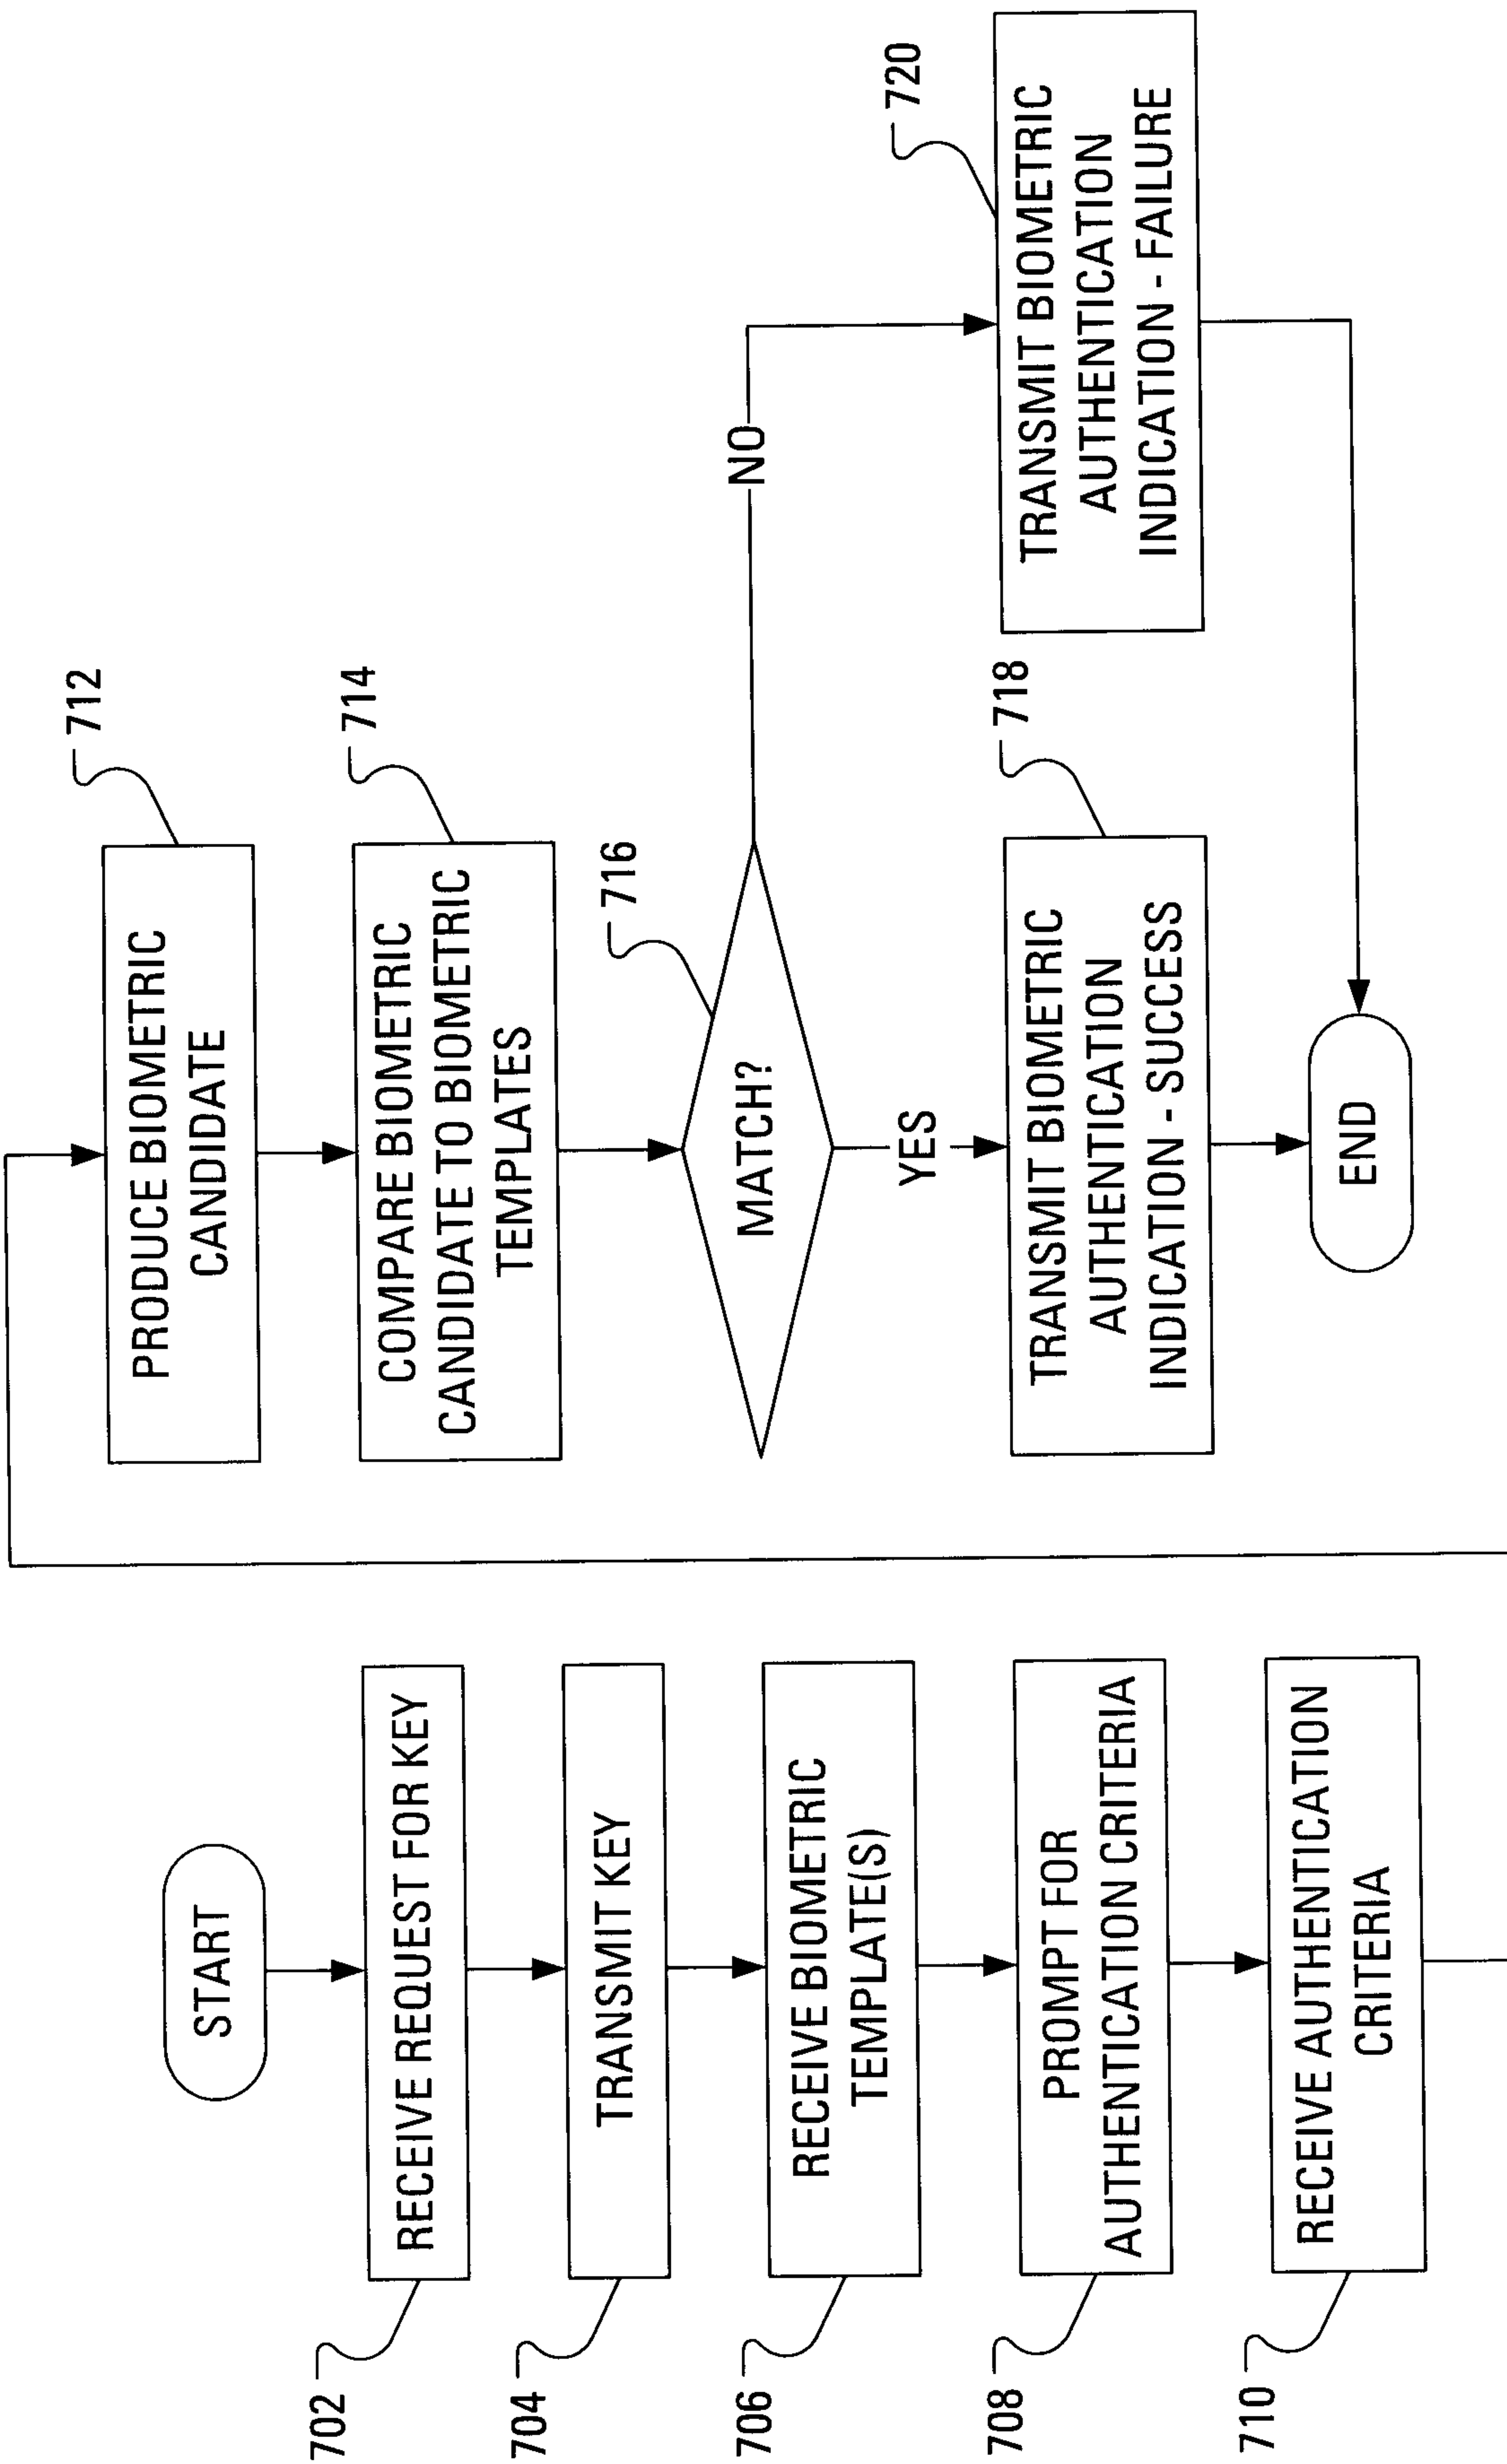 START
702
RECEIVE REQUEST FOR KEY
704
TRANSMIT KEY
706
RECEIVE BIOMETRIC
TEMPLATE(S)
708
PROMPT FOR
AUTHENTICATION CRITERIA
710
RECEIVE AUTHENTICATION
CRITERIA
712
PRODUCE BIOMETRIC
CANDIDATE
714
COMPARE BIOMETRIC
CANDIDATE TO BIOMETRIC
TEMPLATES
716
MATCH?
NO
YES
718
TRANSMIT BIOMETRIC
AUTHENTICATION
INDICATION - SUCCESS
720
TRANSMIT BIOMETRIC
AUTHENTICATION
INDICATION - FAILURE
END